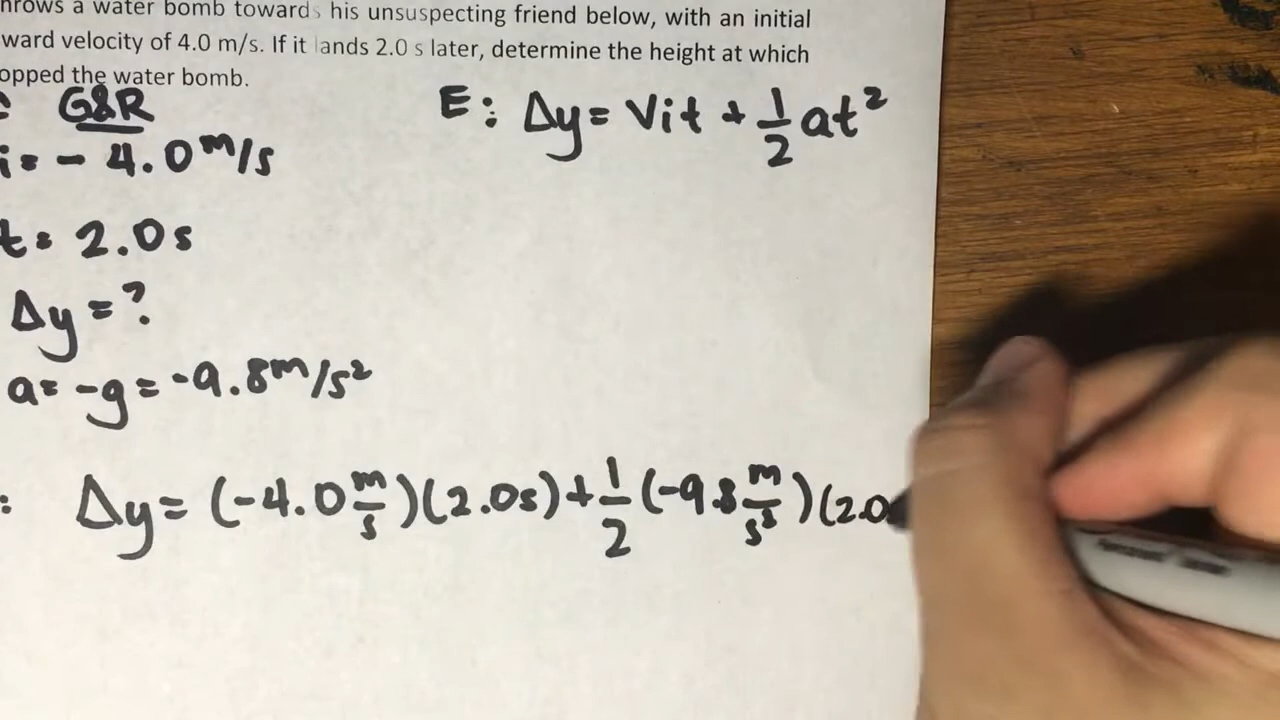 hrows a water bomb towards his unsuspecting friend below, with an initial
ward velocity of 4.0 m/s. If it lands 2.0 s later, determine the height at which
opped the water bomb.
: G&R
i = - 4.0 m/s
t = 2.0 s
Δy = ?
a = -g = -9.8 m/s²
E: Δy = Vit + 1/2 at²
: Δy = (-4.0 m/s)(2.0s) + 1/2 (-9.8 m/s²)(2.0